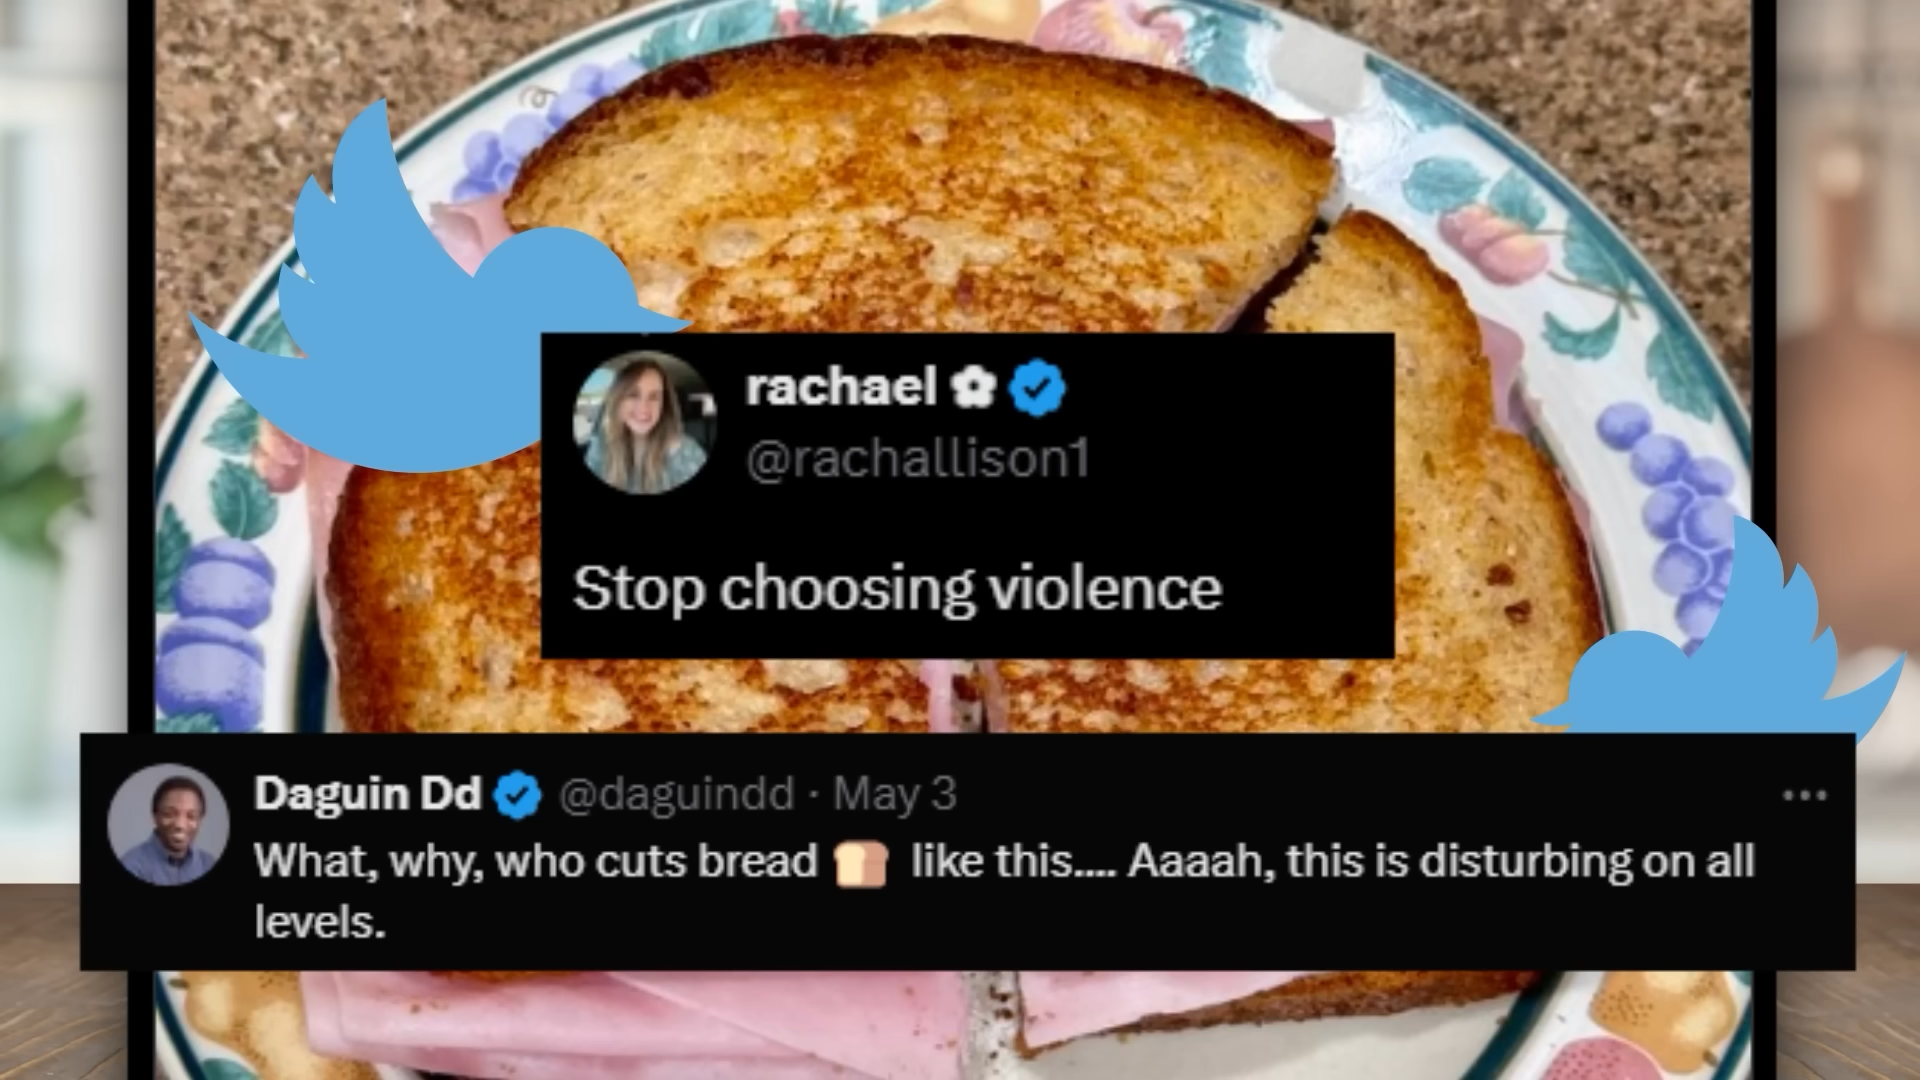 rachael
@rachallison1
Stop choosing violence
Daguin Dd @daguindd · May 3
What, why, who cuts bread 🍞 like this.... Aaaah, this is disturbing on all
levels.